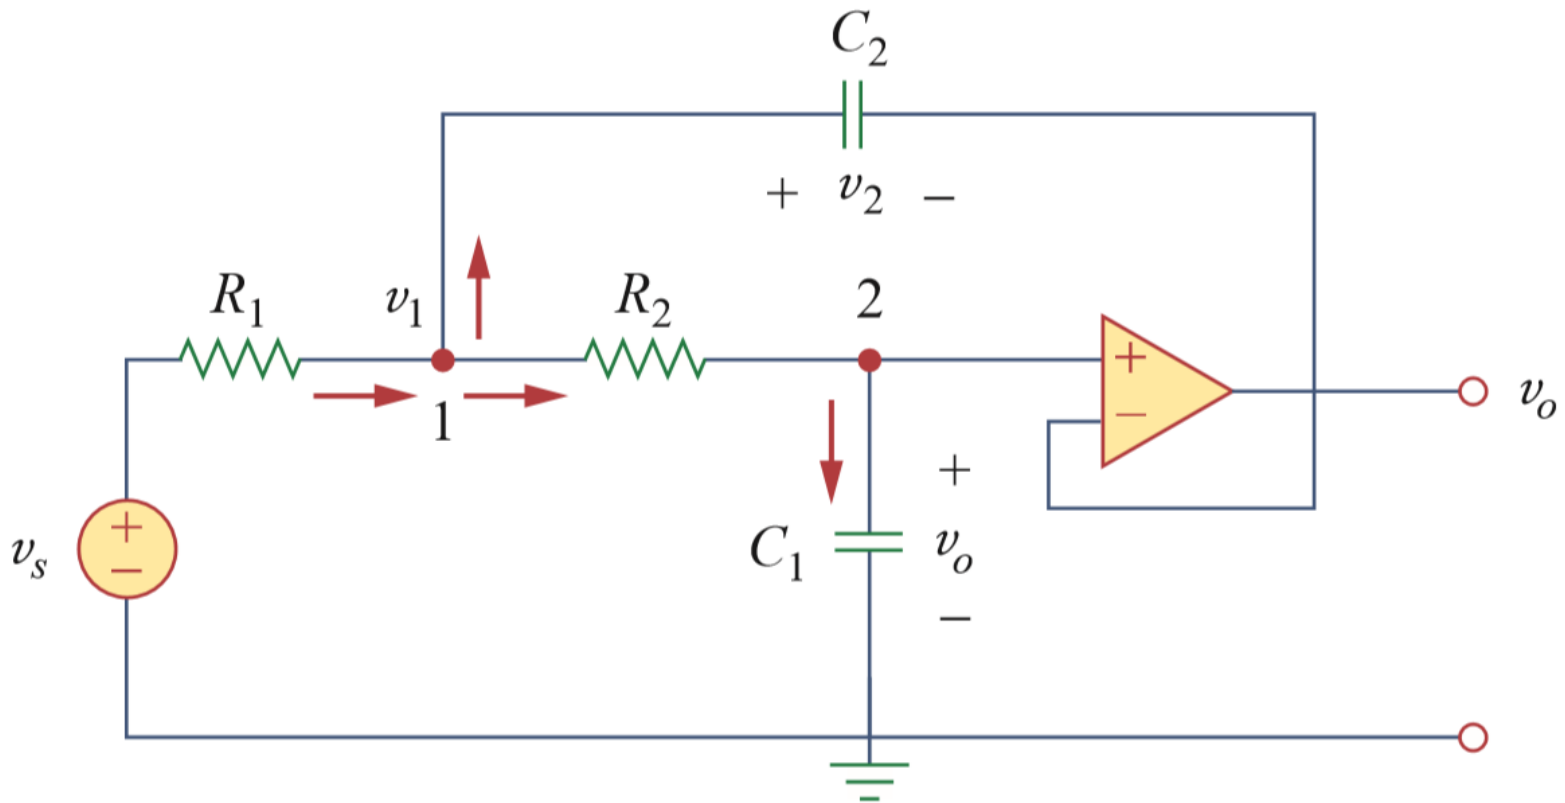 C₂
+ v₂ −
R₁
v₁
R₂
2
1
+
−
vₒ
+
−
vₛ
C₁
+
vₒ
−